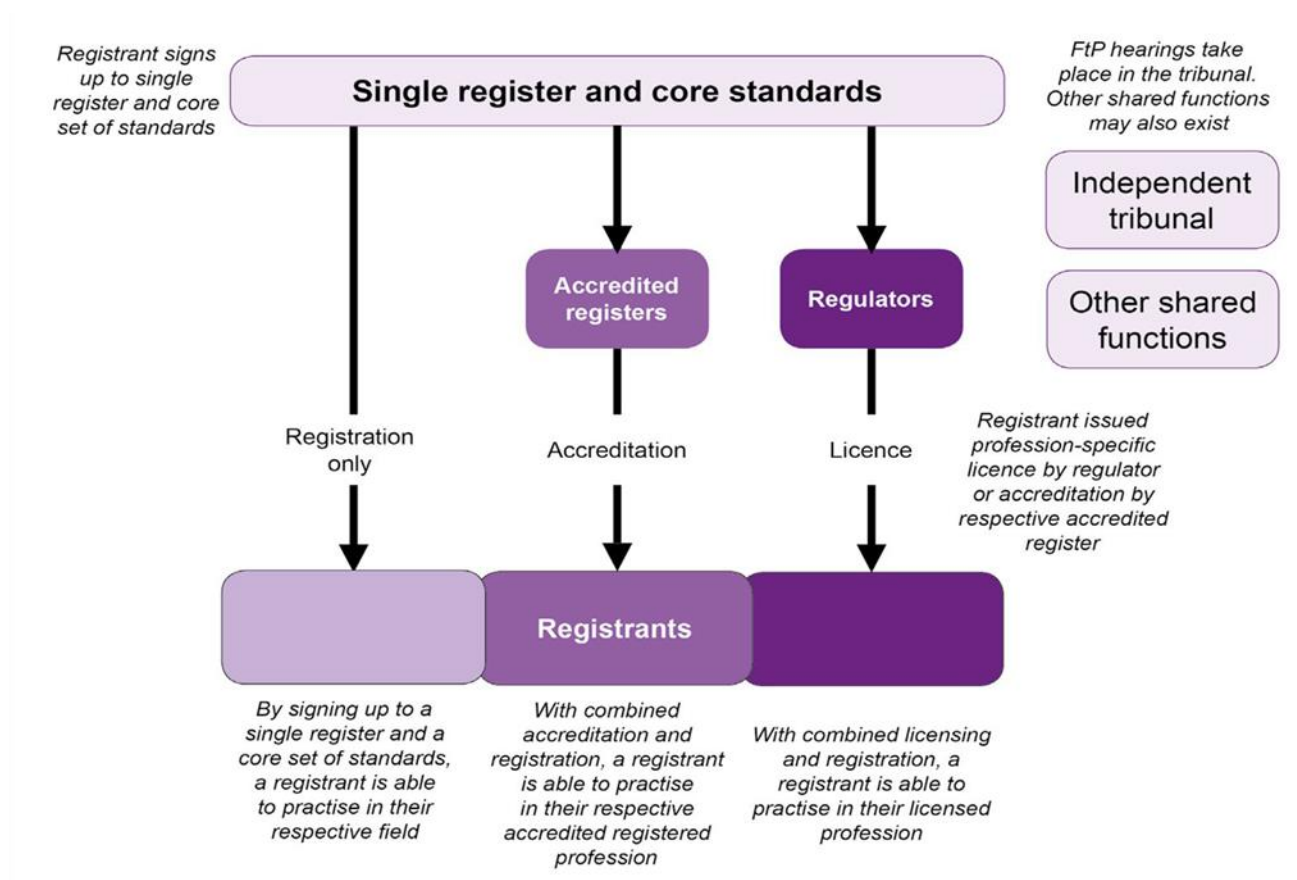 Registrant signs
up to single
register and core
set of standards
Single register and core standards
FtP hearings take
place in the tribunal.
Other shared functions
may also exist
Independent
tribunal
Other shared
functions
Accredited
registers
Regulators
Registration
only
Accreditation
Licence
Registrant issued
profession-specific
licence by regulator
or accreditation by
respective accredited
register
Registrants
By signing up to a
single register and a
core set of standards,
a registrant is able
to practise in their
respective field
With combined
accreditation and
registration, a registrant
is able to practise
in their respective
accredited registered
profession
With combined licensing
and registration, a
registrant is able to
practise in their licensed
profession